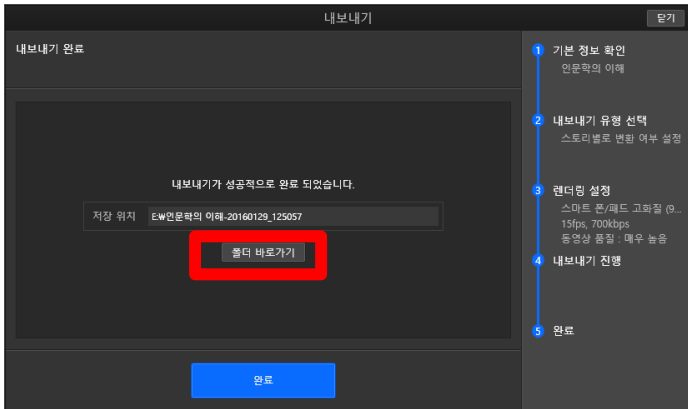 내보내기
닫기
내보내기 완료
내보내기가 성공적으로 완료 되었습니다.
저장 위치 E:₩인문학의 이해-20160129_125057
폴더 바로가기
완료
1 기본 정보 확인
인문학의 이해
2 내보내기 유형 선택
스토리별로 변환 여부 설정
3 렌더링 설정
스마트 폰/패드 고화질 (9...
15fps, 700kbps
동영상 품질 : 매우 높음
4 내보내기 진행
5 완료